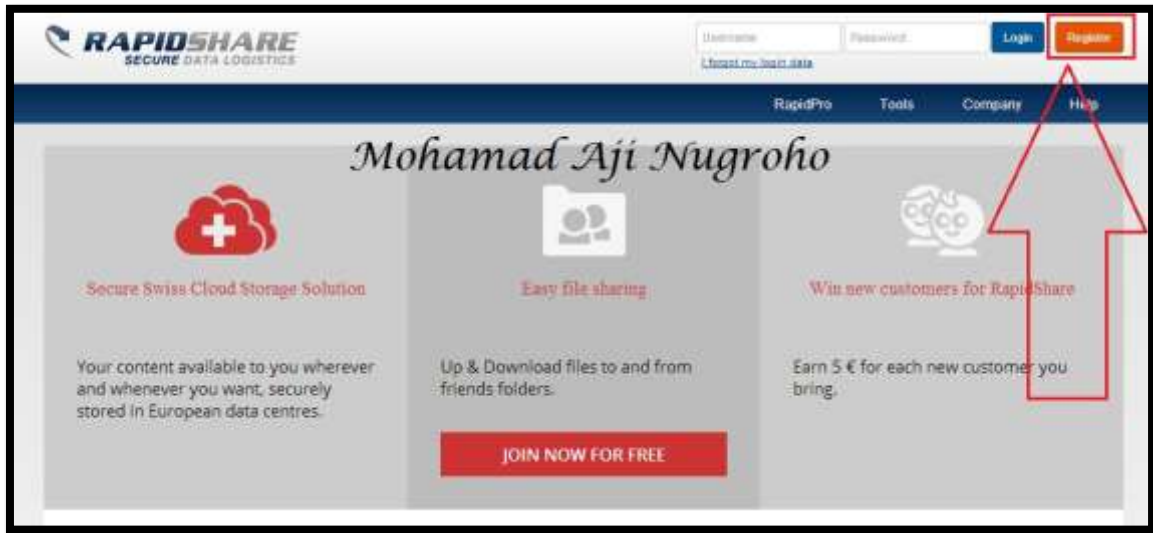 RAPIDSHARE
SECURE DATA LOGISTICS
Username
Password
Login
Register
I forgot my login data
RapidPro
Tools
Company
Help
Mohamad Aji Nugroho
Secure Swiss Cloud Storage Solution
Your content available to you wherever
and whenever you want, securely
stored in European data centres.
Easy file sharing
Up & Download files to and from
friends folders.
JOIN NOW FOR FREE
Win new customers for RapidShare
Earn 5 € for each new customer you
bring.